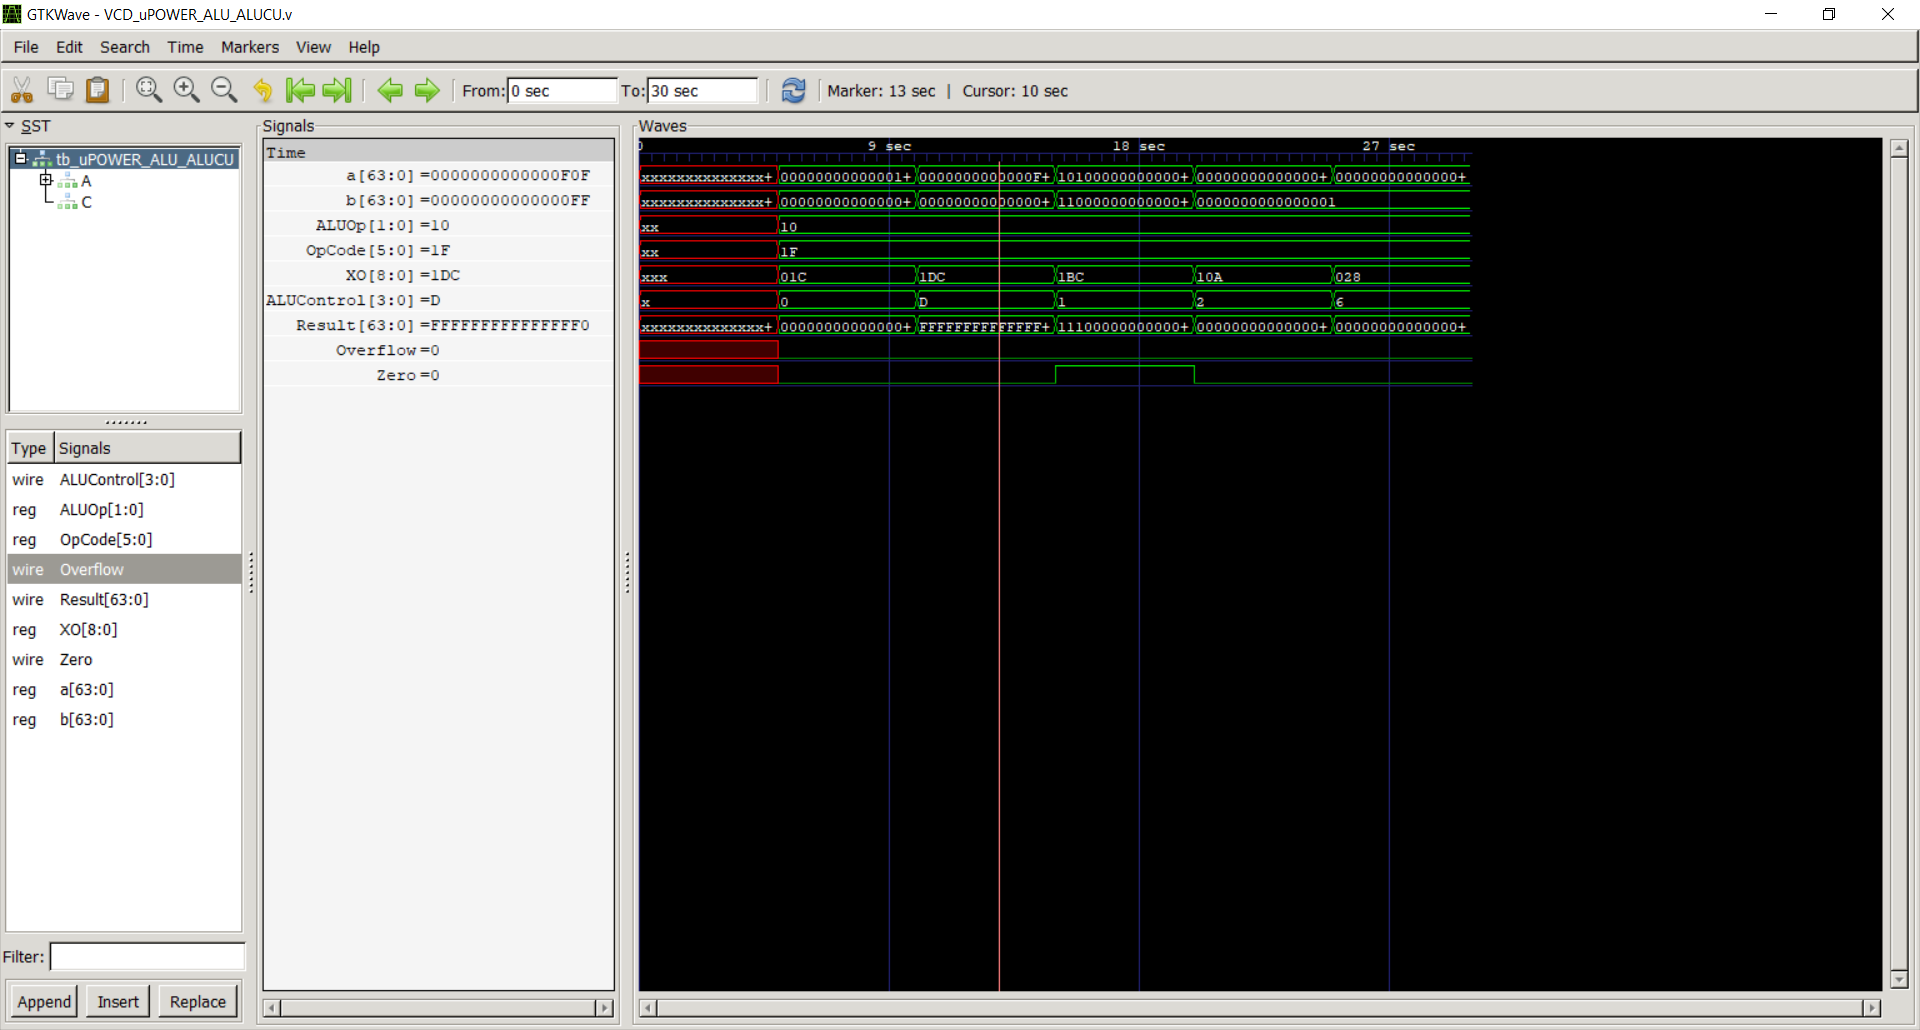 GTKWave - VCD_uPOWER_ALU_ALUCU.v
File Edit Search Time Markers View Help
From: 0 sec To: 30 sec Marker: 13 sec | Cursor: 10 sec
SST
tb_uPOWER_ALU_ALUCU
A
C
Type Signals
wire ALUControl[3:0]
reg ALUOp[1:0]
reg OpCode[5:0]
wire Overflow
wire Result[63:0]
reg XO[8:0]
wire Zero
reg a[63:0]
reg b[63:0]
Filter:
Append Insert Replace
Signals
Time
a[63:0] =0000000000000F0F
b[63:0] =00000000000000FF
ALUOp[1:0] =10
OpCode[5:0] =1F
XO[8:0] =1DC
ALUControl[3:0] =D
Result[63:0] =FFFFFFFFFFFFFFF0
Overflow =0
Zero =0
Waves
0 9 sec 18 sec 27 sec
xxxxxxxxxxxxxx+ 00000000000001+ 0000000000000F+ 10100000000000+ 00000000000000+ 00000000000000+
xxxxxxxxxxxxxx+ 00000000000000+ 00000000000000+ 11000000000000+ 0000000000000001
xx 10
xx 1F
xxx 01C 1DC 1BC 10A 028
x 0 D 1 2 6
xxxxxxxxxxxxxx+ 00000000000000+ FFFFFFFFFFFFFF+ 11100000000000+ 00000000000000+ 00000000000000+